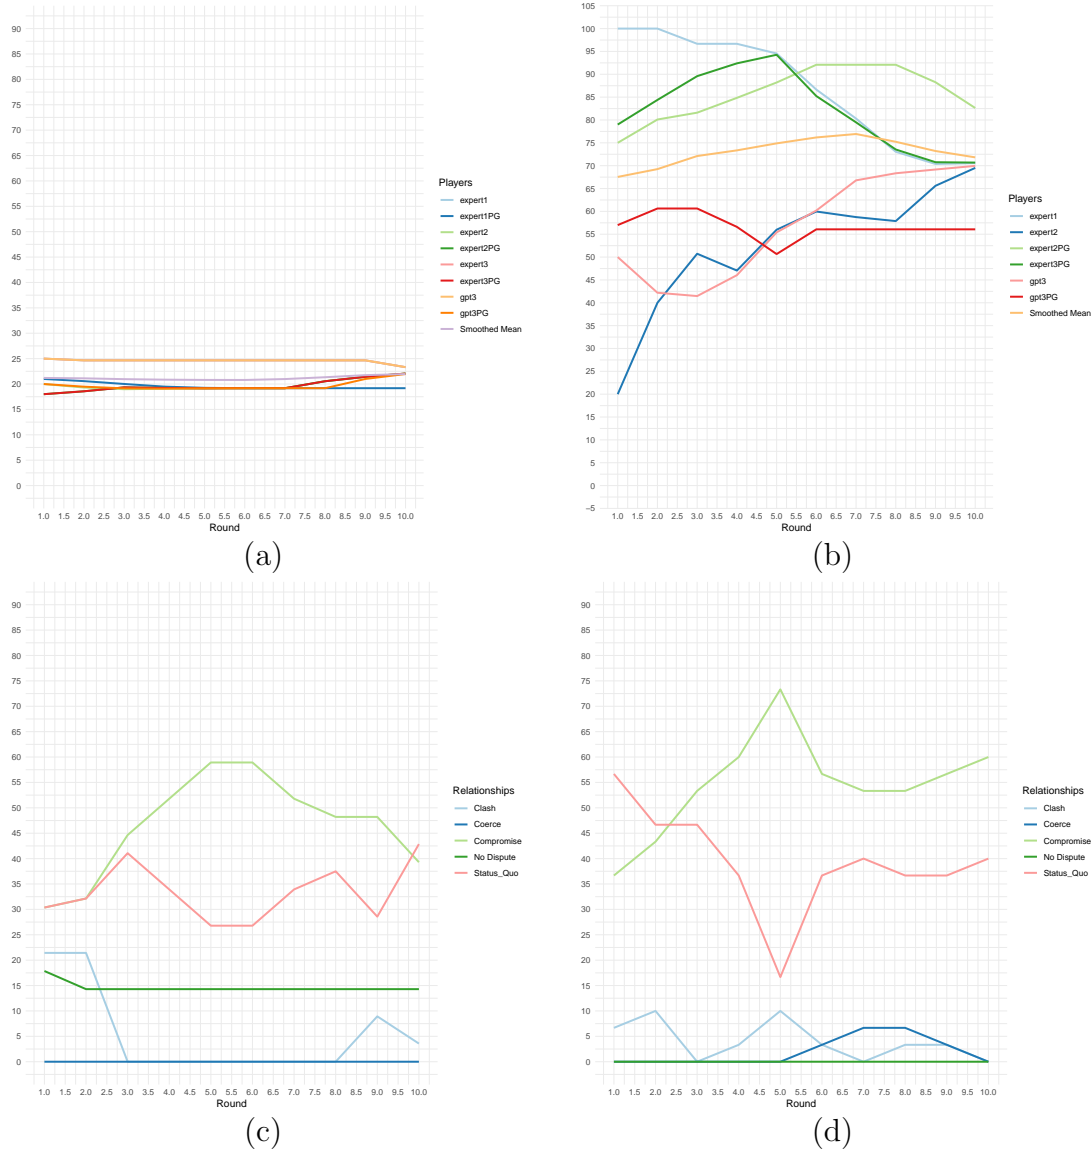 90
85
80
75
70
65
60
55
50
45
40
35
30
25
20
15
10
5
0
1.0 1.5 2.0 2.5 3.0 3.5 4.0 4.5 5.0 5.5 6.0 6.5 7.0 7.5 8.0 8.5 9.0 9.5 10.0
Round
Players
expert1
expert1PG
expert2
expert2PG
expert3
expert3PG
gpt3
gpt3PG
Smoothed Mean
(a)
105
100
95
90
85
80
75
70
65
60
55
50
45
40
35
30
25
20
15
10
5
0
−5
1.0 1.5 2.0 2.5 3.0 3.5 4.0 4.5 5.0 5.5 6.0 6.5 7.0 7.5 8.0 8.5 9.0 9.5 10.0
Round
Players
expert1
expert2
expert2PG
expert3PG
gpt3
gpt3PG
Smoothed Mean
(b)
90
85
80
75
70
65
60
55
50
45
40
35
30
25
20
15
10
5
0
1.0 1.5 2.0 2.5 3.0 3.5 4.0 4.5 5.0 5.5 6.0 6.5 7.0 7.5 8.0 8.5 9.0 9.5 10.0
Round
Relationships
Clash
Coerce
Compromise
No Dispute
Status_Quo
(c)
90
85
80
75
70
65
60
55
50
45
40
35
30
25
20
15
10
5
0
1.0 1.5 2.0 2.5 3.0 3.5 4.0 4.5 5.0 5.5 6.0 6.5 7.0 7.5 8.0 8.5 9.0 9.5 10.0
Round
Relationships
Clash
Coerce
Compromise
No Dispute
Status_Quo
(d)